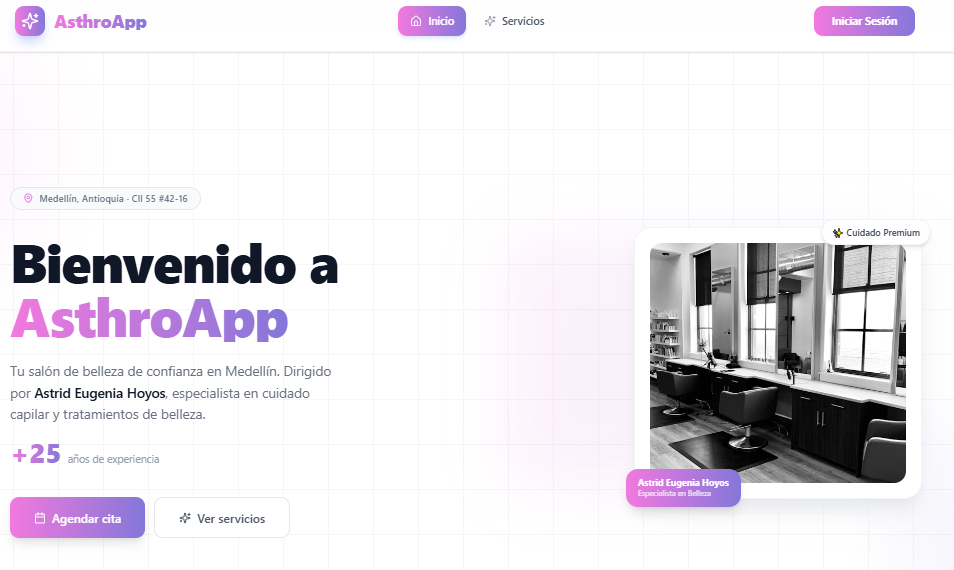 AsthroApp
Inicio
Servicios
Iniciar Sesión
Medellín, Antioquia · Cll 55 #42-16
Bienvenido a
AsthroApp
Tu salón de belleza de confianza en Medellín. Dirigido
por Astrid Eugenia Hoyos, especialista en cuidado
capilar y tratamientos de belleza.
+25 años de experiencia
Agendar cita
Ver servicios
Cuidado Premium
Astrid Eugenia Hoyos
Especialista en Belleza